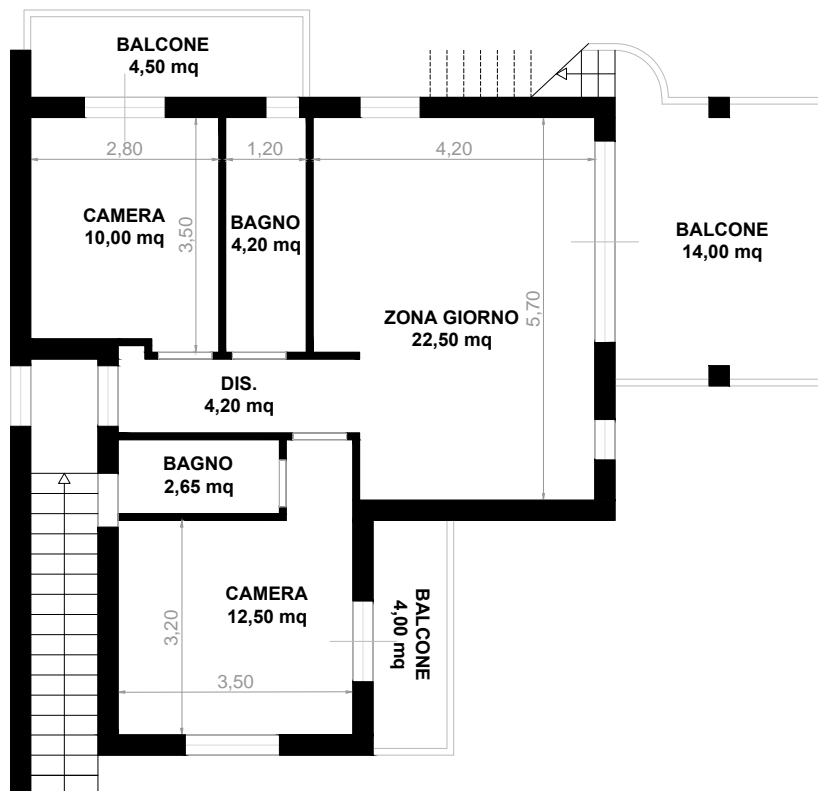 BALCONE
4,50 mq
2,80
1,20
4,20
CAMERA
10,00 mq
3,50
BAGNO
4,20 mq
BALCONE
14,00 mq
ZONA GIORNO
22,50 mq
5,70
DIS.
4,20 mq
BAGNO
2,65 mq
CAMERA
12,50 mq
3,20
3,50
BALCONE
4,00 mq